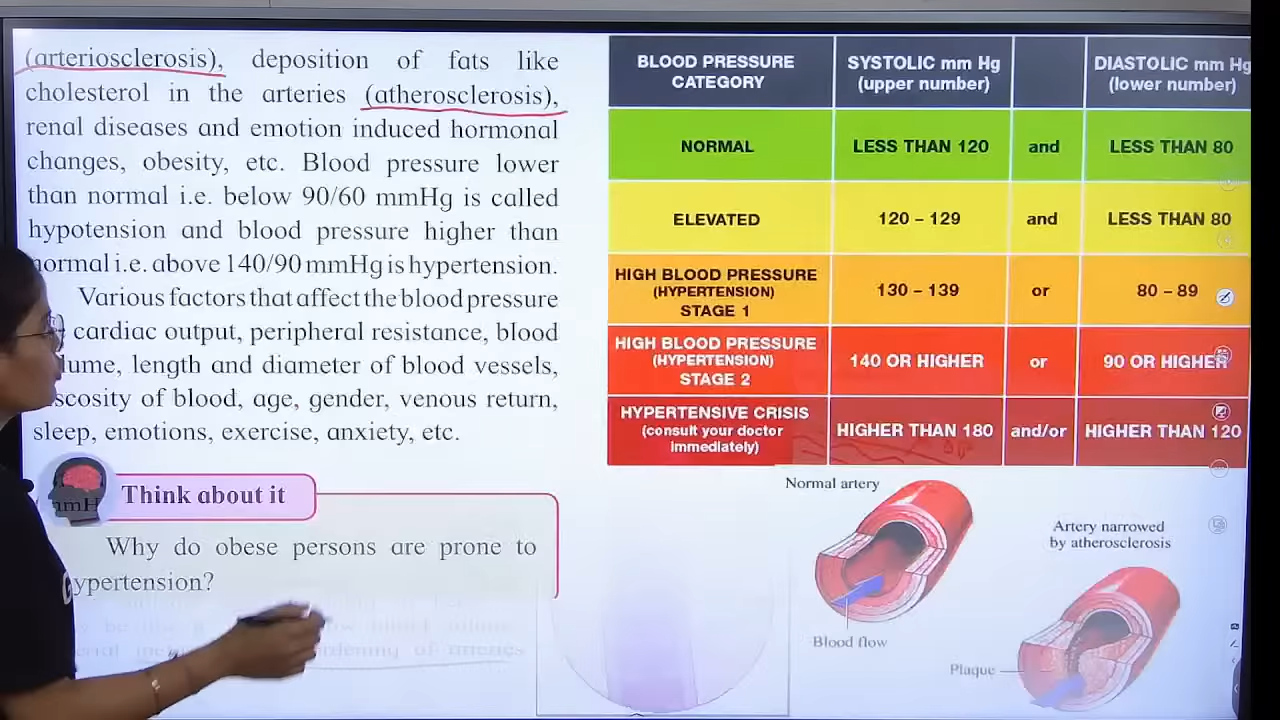 (arteriosclerosis), deposition of fats like
cholesterol in the arteries (atherosclerosis),
renal diseases and emotion induced hormonal
changes, obesity, etc. Blood pressure lower
than normal i.e. below 90/60 mmHg is called
hypotension and blood pressure higher than
normal i.e. above 140/90 mmHg is hypertension.
Various factors that affect the blood pressure
cardiac output, peripheral resistance, blood
lume, length and diameter of blood vessels,
scosity of blood, age, gender, venous return,
sleep, emotions, exercise, anxiety, etc.
Think about it
Why do obese persons are prone to
ypertension?
BLOOD PRESSURE CATEGORY | SYSTOLIC mm Hg (upper number) | DIASTOLIC mm Hg (lower number)
NORMAL | LESS THAN 120 | and | LESS THAN 80
ELEVATED | 120 – 129 | and | LESS THAN 80
HIGH BLOOD PRESSURE (HYPERTENSION) STAGE 1 | 130 – 139 | or | 80 – 89
HIGH BLOOD PRESSURE (HYPERTENSION) STAGE 2 | 140 OR HIGHER | or | 90 OR HIGHER
HYPERTENSIVE CRISIS (consult your doctor immediately) | HIGHER THAN 180 | and/or | HIGHER THAN 120
Normal artery
Blood flow
Artery narrowed
by atherosclerosis
Plaque